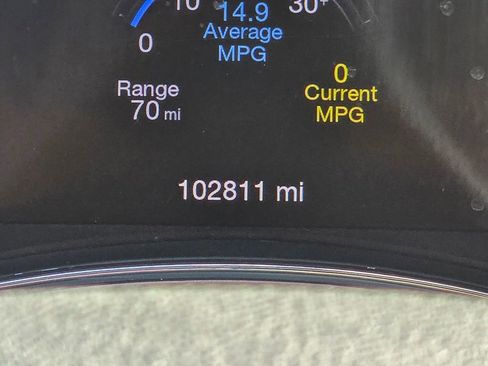 10
14.9
30+
Average
MPG
0
Range
70 mi
0
Current
MPG
102811 mi